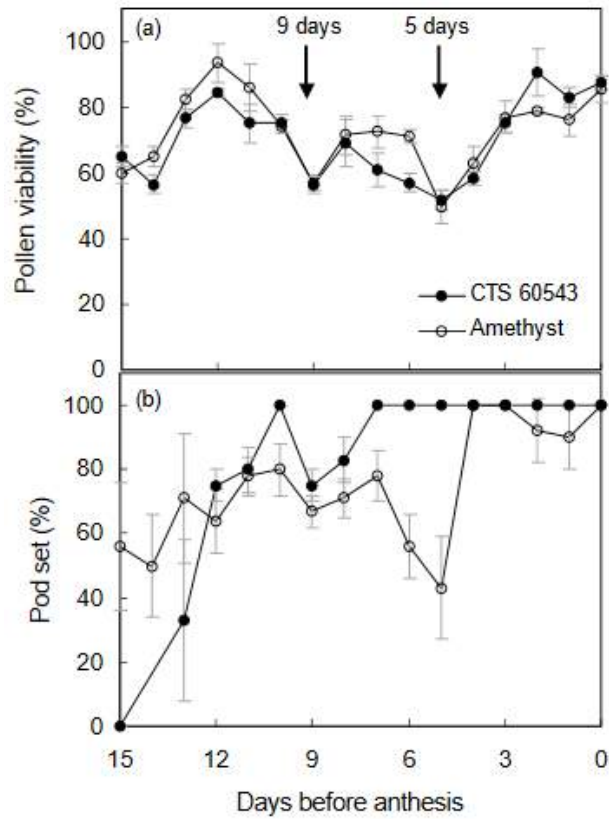 (a)
9 days
5 days
100
80
60
40
20
0
Pollen viability (%)
CTS 60543
Amethyst
(b)
100
80
60
40
20
0
Pod set (%)
15 12 9 6 3 0
Days before anthesis